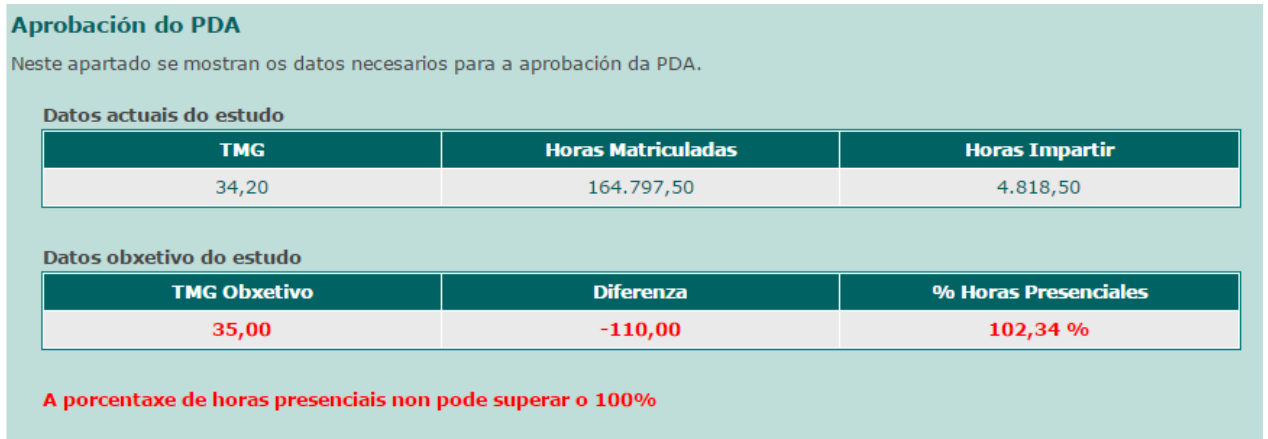 Aprobación do PDA
Neste apartado se mostran os datos necesarios para a aprobación da PDA.
Datos actuais do estudo
TMG Horas Matriculadas Horas Impartir
34,20 164.797,50 4.818,50
Datos obxetivo do estudo
TMG Obxetivo Diferenza % Horas Presenciales
35,00 -110,00 102,34 %
A porcentaxe de horas presenciais non pode superar o 100%